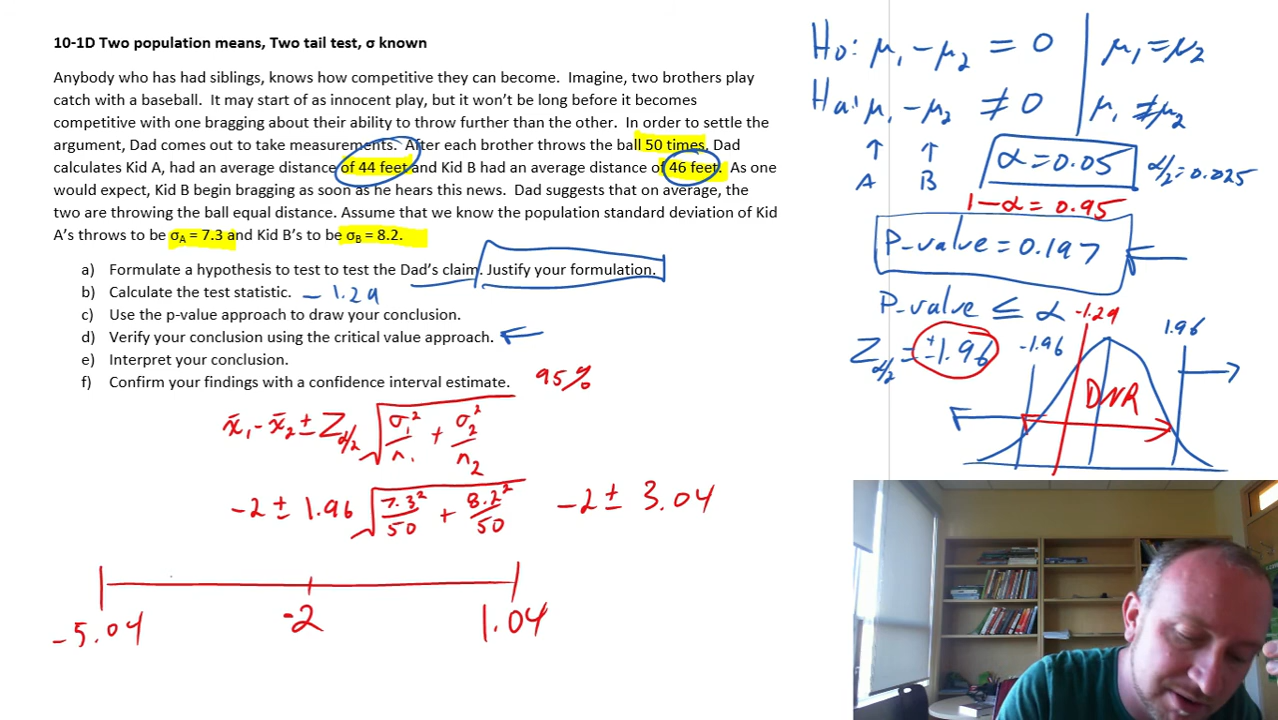 10-1D Two population means, Two tail test, σ known
Anybody who has had siblings, knows how competitive they can become. Imagine, two brothers play
catch with a baseball. It may start of as innocent play, but it won't be long before it becomes
competitive with one bragging about their ability to throw further than the other. In order to settle the
argument, Dad comes out to take measurements. After each brother throws the ball 50 times, Dad
calculates Kid A, had an average distance of 44 feet and Kid B had an average distance of 46 feet. As one
would expect, Kid B begin bragging as soon as he hears this news. Dad suggests that on average, the
two are throwing the ball equal distance. Assume that we know the population standard deviation of Kid
A's throws to be σA = 7.3 and Kid B's to be σB = 8.2.
a) Formulate a hypothesis to test to test the Dad's claim. Justify your formulation.
b) Calculate the test statistic. -1.29
c) Use the p-value approach to draw your conclusion.
d) Verify your conclusion using the critical value approach.
e) Interpret your conclusion.
f) Confirm your findings with a confidence interval estimate. 95%
x̄₁ - x̄₂ ± Zα/2 √(σ₁²/n₁ + σ₂²/n₂)
-2 ± 1.96 √(7.3²/50 + 8.2²/50) -2 ± 3.04
-5.04 -2 1.04
Ho: μ₁ - μ₂ = 0 | μ₁ = μ₂
Ha: μ₁ - μ₂ ≠ 0 | μ₁ ≠ μ₂
↑ ↑
A B
α = 0.05 α/2 = 0.025
1-α = 0.95
P-value = 0.197
P-value ≤ α -1.29
Zα/2 = ±1.96 -1.96 1.96
DNR